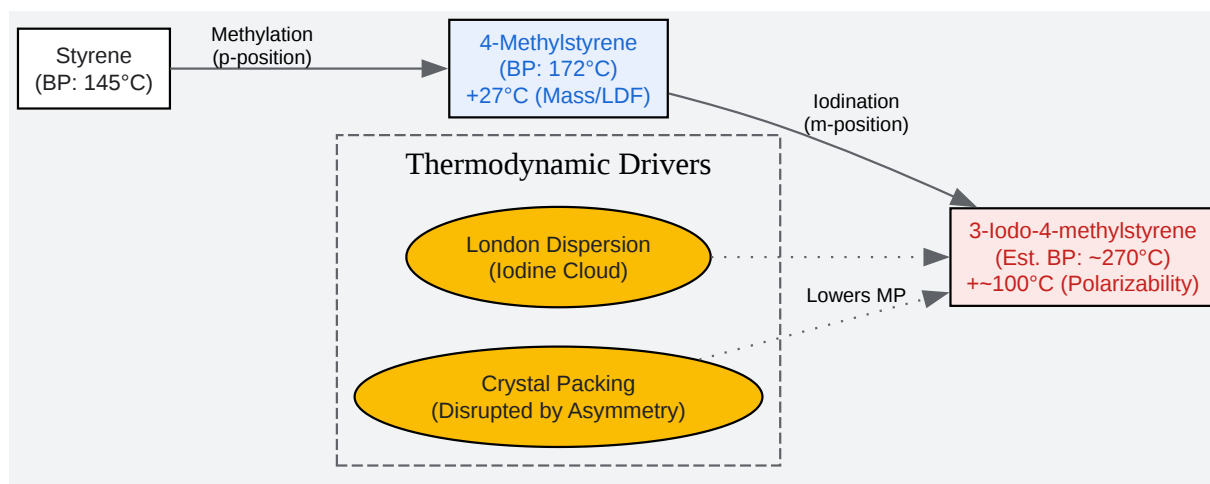 Styrene
(BP: 145°C)
Methylation
(p-position)
4-Methylstyrene
(BP: 172°C)
+27°C (Mass/LDF)
Iodination
(m-position)
Thermodynamic Drivers
London Dispersion
(Iodine Cloud)
3-Iodo-4-methylstyrene
(Est. BP: ~270°C)
+~100°C (Polarizability)
Lowers MP
Crystal Packing
(Disrupted by Asymmetry)